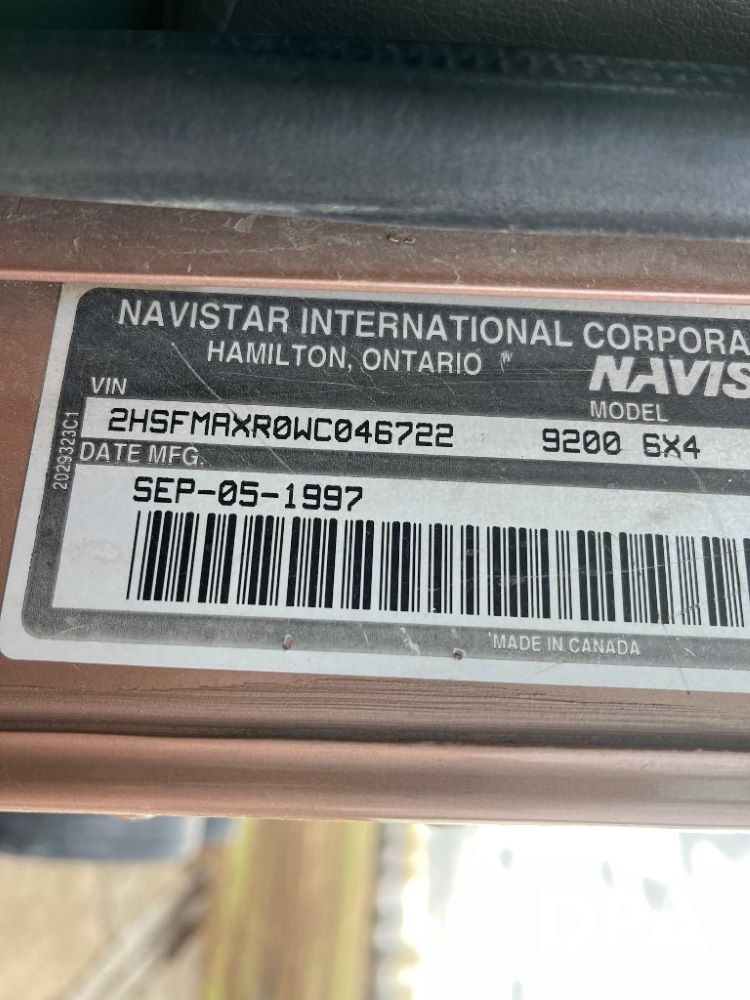 NAVISTAR INTERNATIONAL CORPORA
HAMILTON, ONTARIO
NAVIS
VIN
MODEL
2HSFMAXR0WC046722
9200 6X4
DATE MFG.
SEP-05-1997
2029323C1
MADE IN CANADA
DPA